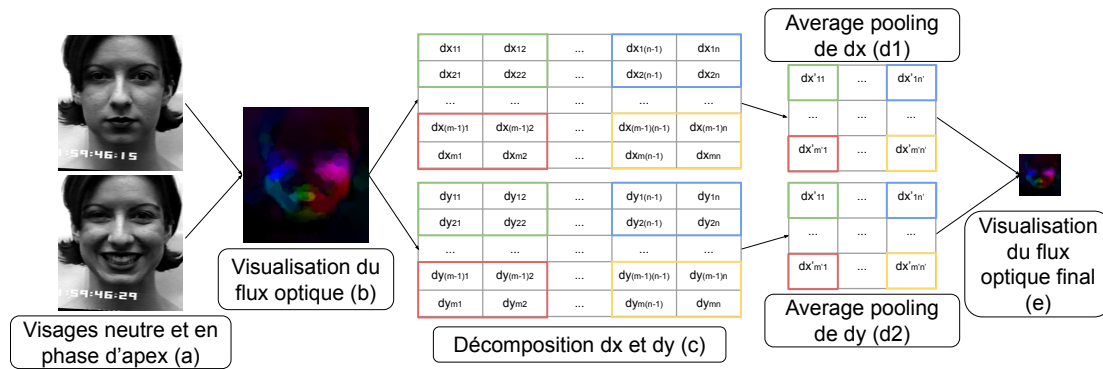 1:59:46:15
1:59:46:29
Visages neutre et en
phase d'apex (a)
Visualisation du
flux optique (b)
dx11 dx12 ... dx1(n-1) dx1n
dx21 dx22 dx2(n-1) dx2n
... ... ... ... ...
dx(m-1)1 dx(m-1)2 ... dx(m-1)(n-1) dx(m-1)n
dxm1 dxm2 dxm(n-1) dxmn
dy11 dy12 ... dy1(n-1) dy1n
dy21 dy22 dy2(n-1) dy2n
... ... ... ... ...
dy(m-1)1 dy(m-1)2 ... dy(m-1)(n-1) dy(m-1)n
dym1 dym2 dym(n-1) dymn
Décomposition dx et dy (c)
Average pooling
de dx (d1)
dx'11 ... dx'1n'
... ...
dx'm'1 ... dx'm'n'
dx'11 ... dx'1n'
... ...
dx'm'1 ... dx'm'n'
Average pooling
de dy (d2)
Visualisation
du flux
optique final
(e)